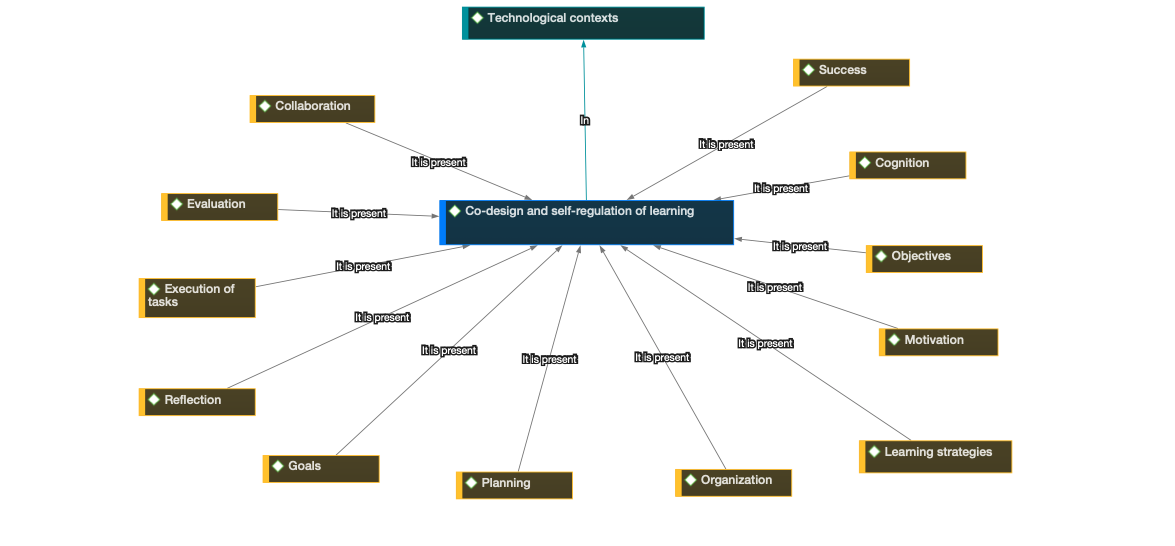 Technological contexts
Success
Collaboration
In
It is present
It is present
Cognition
It is present
Evaluation
Co-design and self-regulation of learning
It is present
It is present
Objectives
It is present
Execution of
tasks
It is present
It is present
Motivation
It is present
It is present
It is present
It is present
It is present
Reflection
Learning strategies
Goals
Planning
Organization